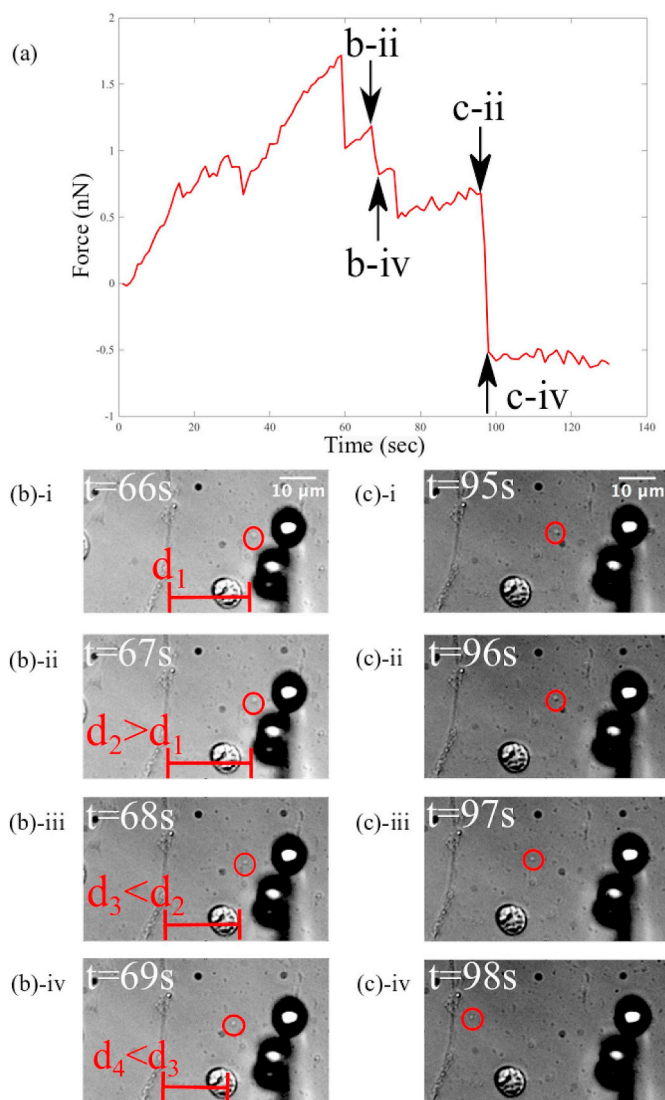 (a)
b-ii
c-ii
b-iv
c-iv
Force (nN)
2
1.5
1
0.5
0
-0.5
-1
0 20 40 60 80 100 120 140
Time (sec)
(b)-i
t=66s
10 μm
d1
(c)-i
t=95s
10 μm
(b)-ii
t=67s
d2>d1
(c)-ii
t=96s
(b)-iii
t=68s
d3<d2
(c)-iii
t=97s
(b)-iv
t=69s
d4<d3
(c)-iv
t=98s